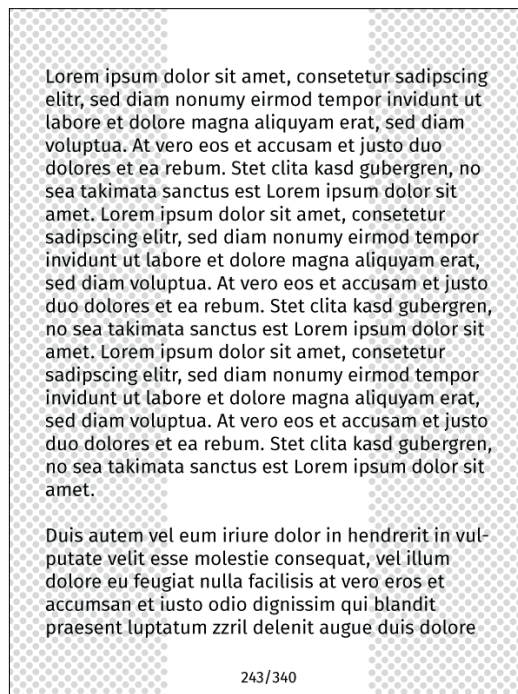 Lorem ipsum dolor sit amet, consetetur sadipscing
elitr, sed diam nonumy eirmod tempor invidunt ut
labore et dolore magna aliquyam erat, sed diam
voluptua. At vero eos et accusam et justo duo
dolores et ea rebum. Stet clita kasd gubergren, no
sea takimata sanctus est Lorem ipsum dolor sit
amet. Lorem ipsum dolor sit amet, consetetur
sadipscing elitr, sed diam nonumy eirmod tempor
invidunt ut labore et dolore magna aliquyam erat,
sed diam voluptua. At vero eos et accusam et justo
duo dolores et ea rebum. Stet clita kasd gubergren,
no sea takimata sanctus est Lorem ipsum dolor sit
amet. Lorem ipsum dolor sit amet, consetetur
sadipscing elitr, sed diam nonumy eirmod tempor
invidunt ut labore et dolore magna aliquyam erat,
sed diam voluptua. At vero eos et accusam et justo
duo dolores et ea rebum. Stet clita kasd gubergren,
no sea takimata sanctus est Lorem ipsum dolor sit
amet.
Duis autem vel eum iriure dolor in hendrerit in vul-
putate velit esse molestie consequat, vel illum
dolore eu feugiat nulla facilisis at vero eros et
accumsan et iusto odio dignissim qui blandit
praesent luptatum zzril delenit augue duis dolore
243/340